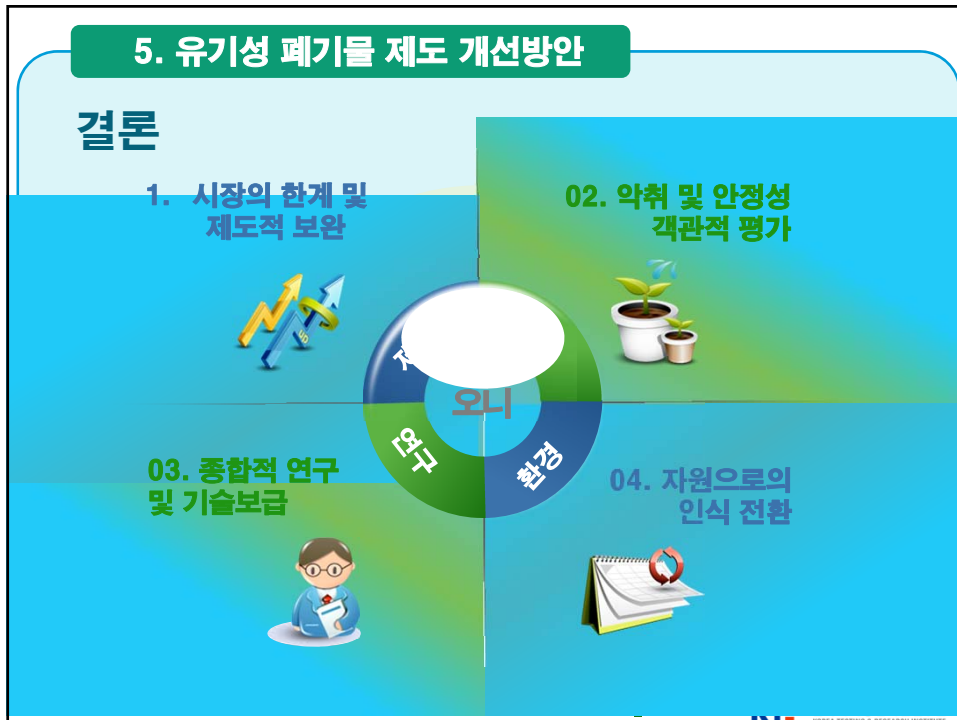 5. 유기성 폐기물 제도 개선방안
결론
1. 시장의 한계 및
제도적 보완
02. 악취 및 안정성
객관적 평가
오니
연구
환경
03. 종합적 연구
및 기술보급
04. 자원으로의
인식 전환